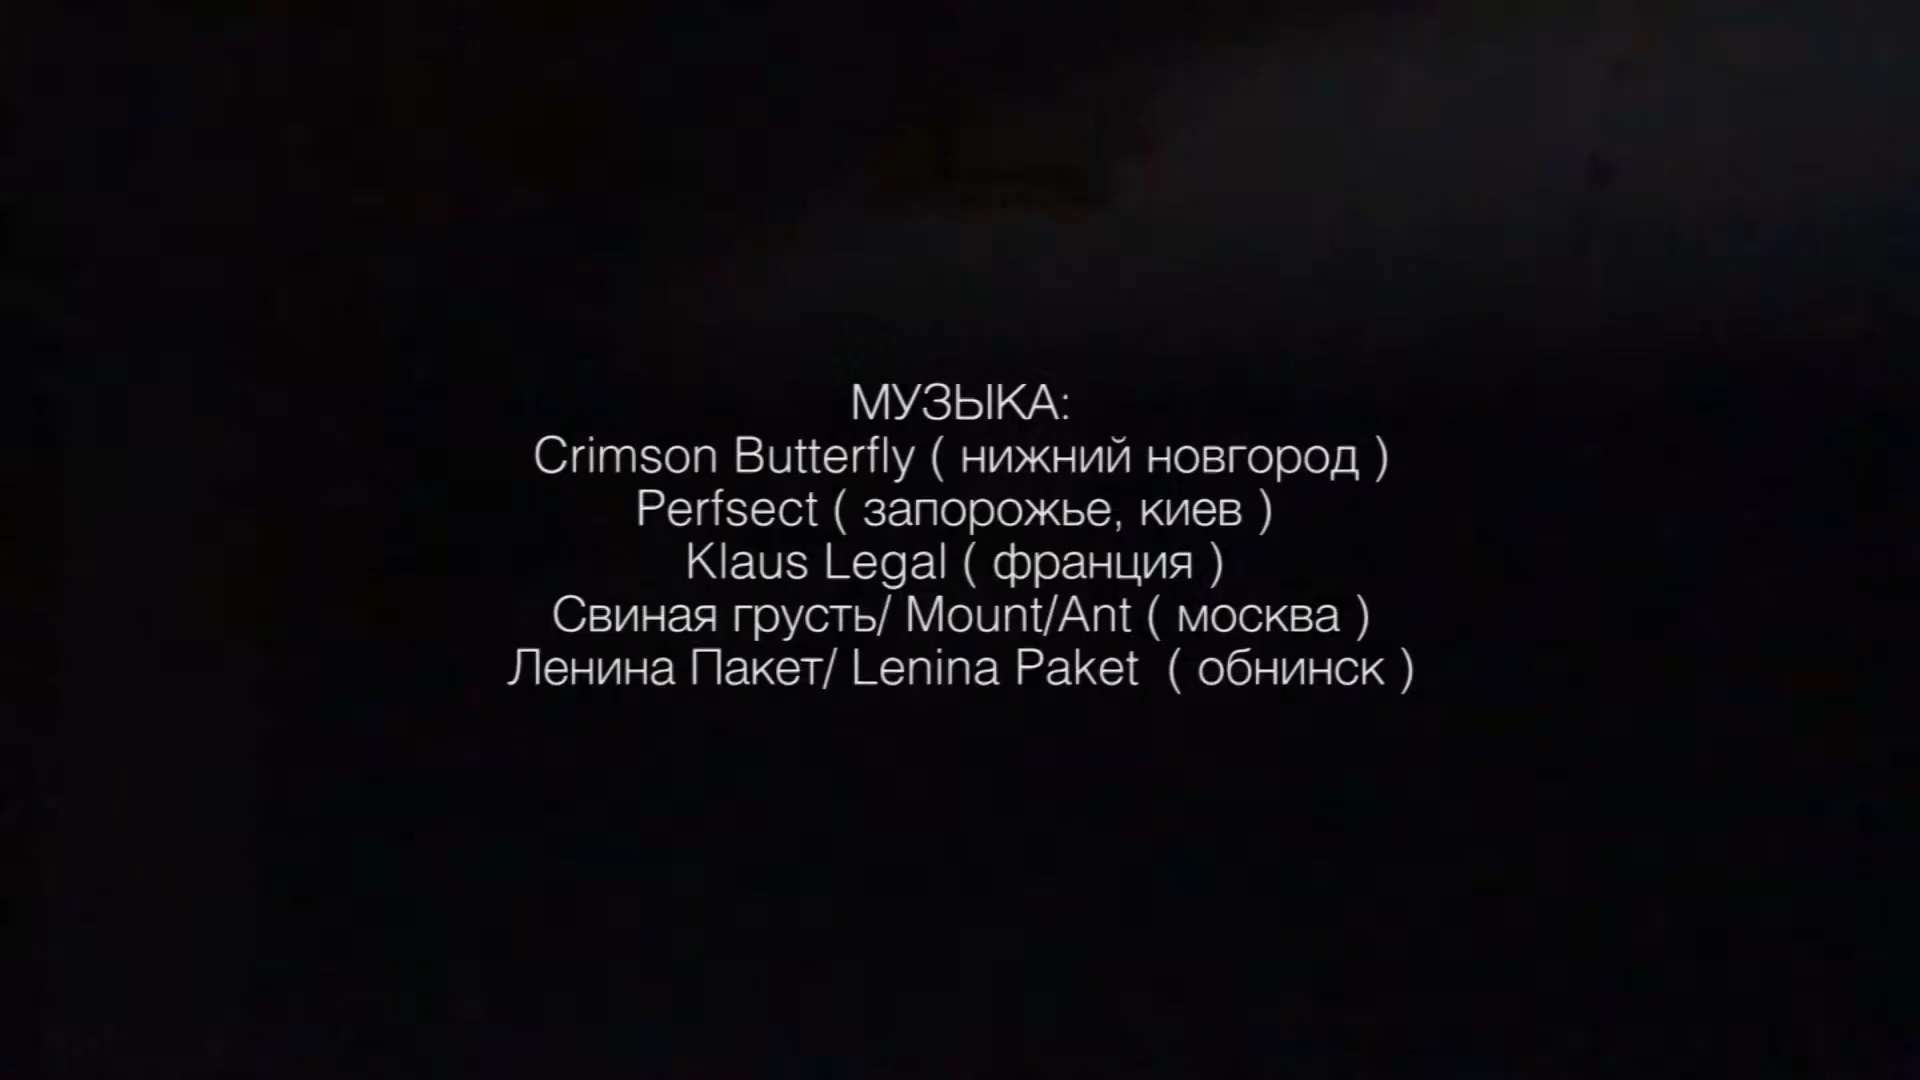 МУЗЫКА:
Crimson Butterfly ( нижний новгород )
Perfsect ( запорожье, киев )
Klaus Legal ( франция )
Свиная грусть/ Mount/Ant ( москва )
Ленина Пакет/ Lenina Paket ( обнинск )